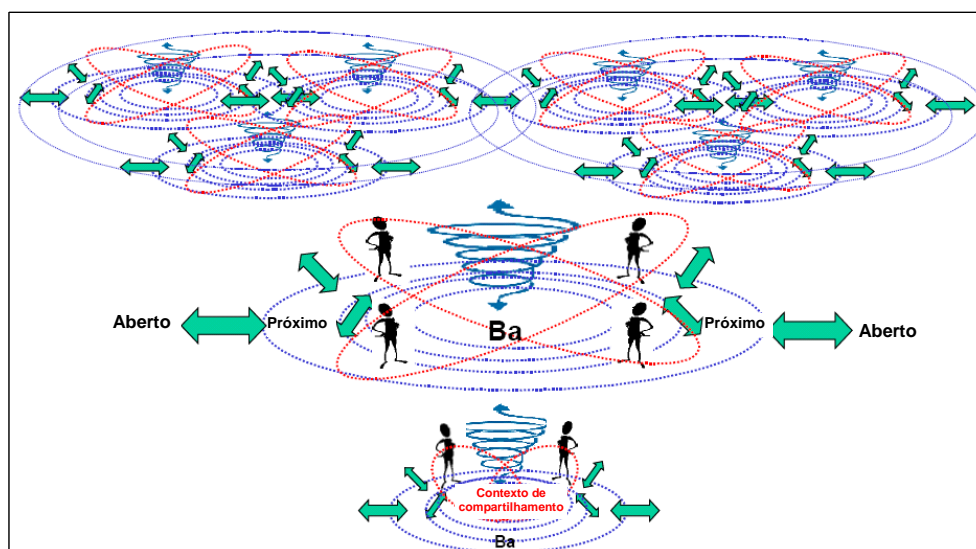 Aberto
Próximo
Ba
Próximo
Aberto
Contexto de
compartilhamento
Ba